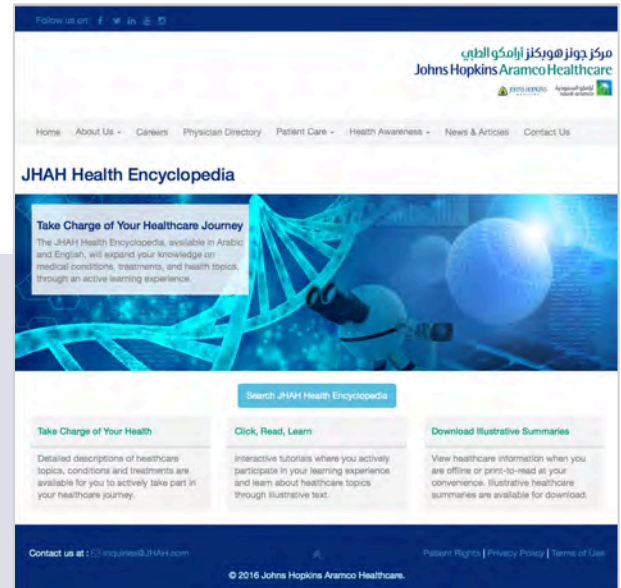 Follow us on:
مركز جونز هوبكنز أرامكو الطبي
Johns Hopkins Aramco Healthcare
JOHNS HOPKINS
MEDICINE
أرامكو السعودية
saudi aramco
Home About Us Careers Physician Directory Patient Care Health Awareness News & Articles Contact Us
JHAH Health Encyclopedia
Take Charge of Your Healthcare Journey
The JHAH Health Encyclopedia, available in Arabic
and English, will expand your knowledge on
medical conditions, treatments, and health topics,
through an active learning experience.
Search JHAH Health Encyclopedia
Take Charge of Your Health
Detailed descriptions of healthcare
topics, conditions and treatments are
available for you to actively take part in
your healthcare journey.
Click, Read, Learn
Interactive tutorials where you actively
participate in your learning experience
and learn about healthcare topics
through illustrative text.
Download Illustrative Summaries
View healthcare information when you
are offline or print-to-read at your
convenience. Illustrative healthcare
summaries are available for download.
Contact us at : inquiries@JHAH.com
Patient Rights | Privacy Policy | Terms of Use
© 2016 Johns Hopkins Aramco Healthcare.